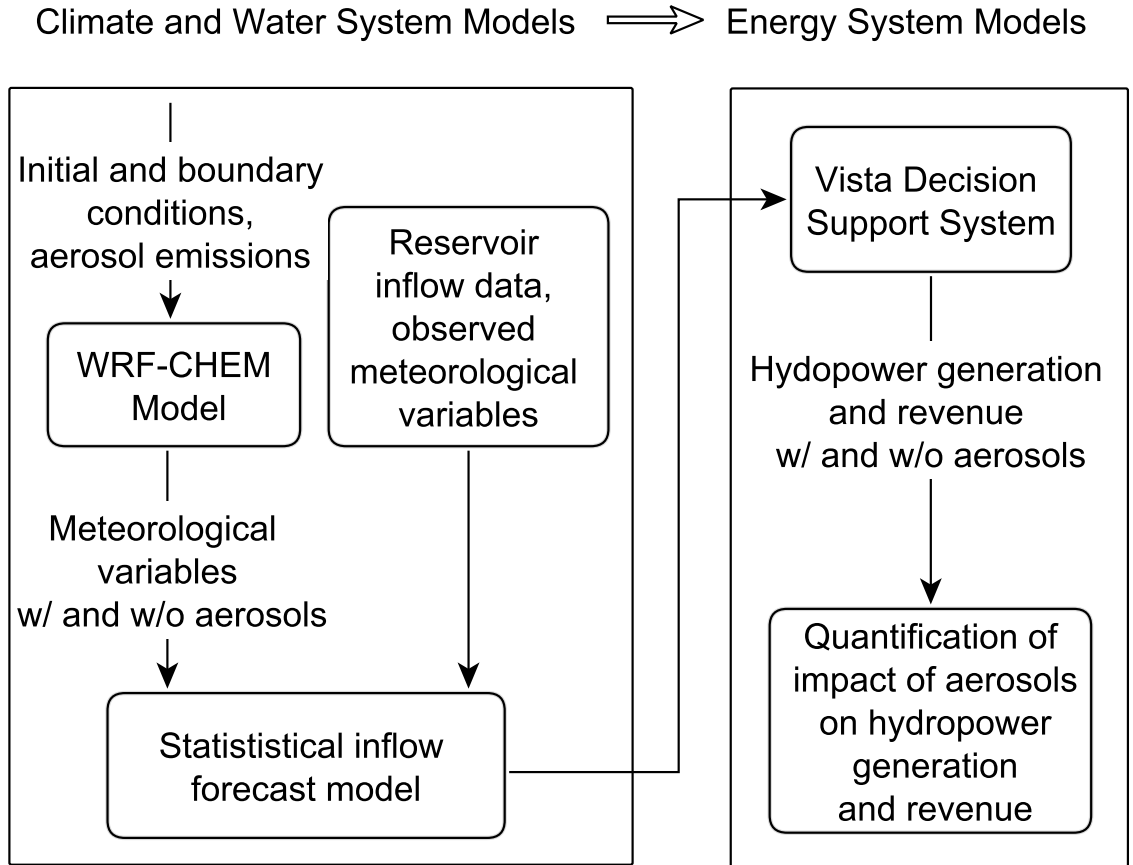 Climate and Water System Models
Energy System Models
Initial and boundary
conditions,
aerosol emissions
WRF-CHEM
Model
Reservoir
inflow data,
observed
meteorological
variables
Meteorological
variables
w/ and w/o aerosols
Statististical inflow
forecast model
Vista Decision
Support System
Hydopower generation
and revenue
w/ and w/o aerosols
Quantification of
impact of aerosols
on hydropower
generation
and revenue